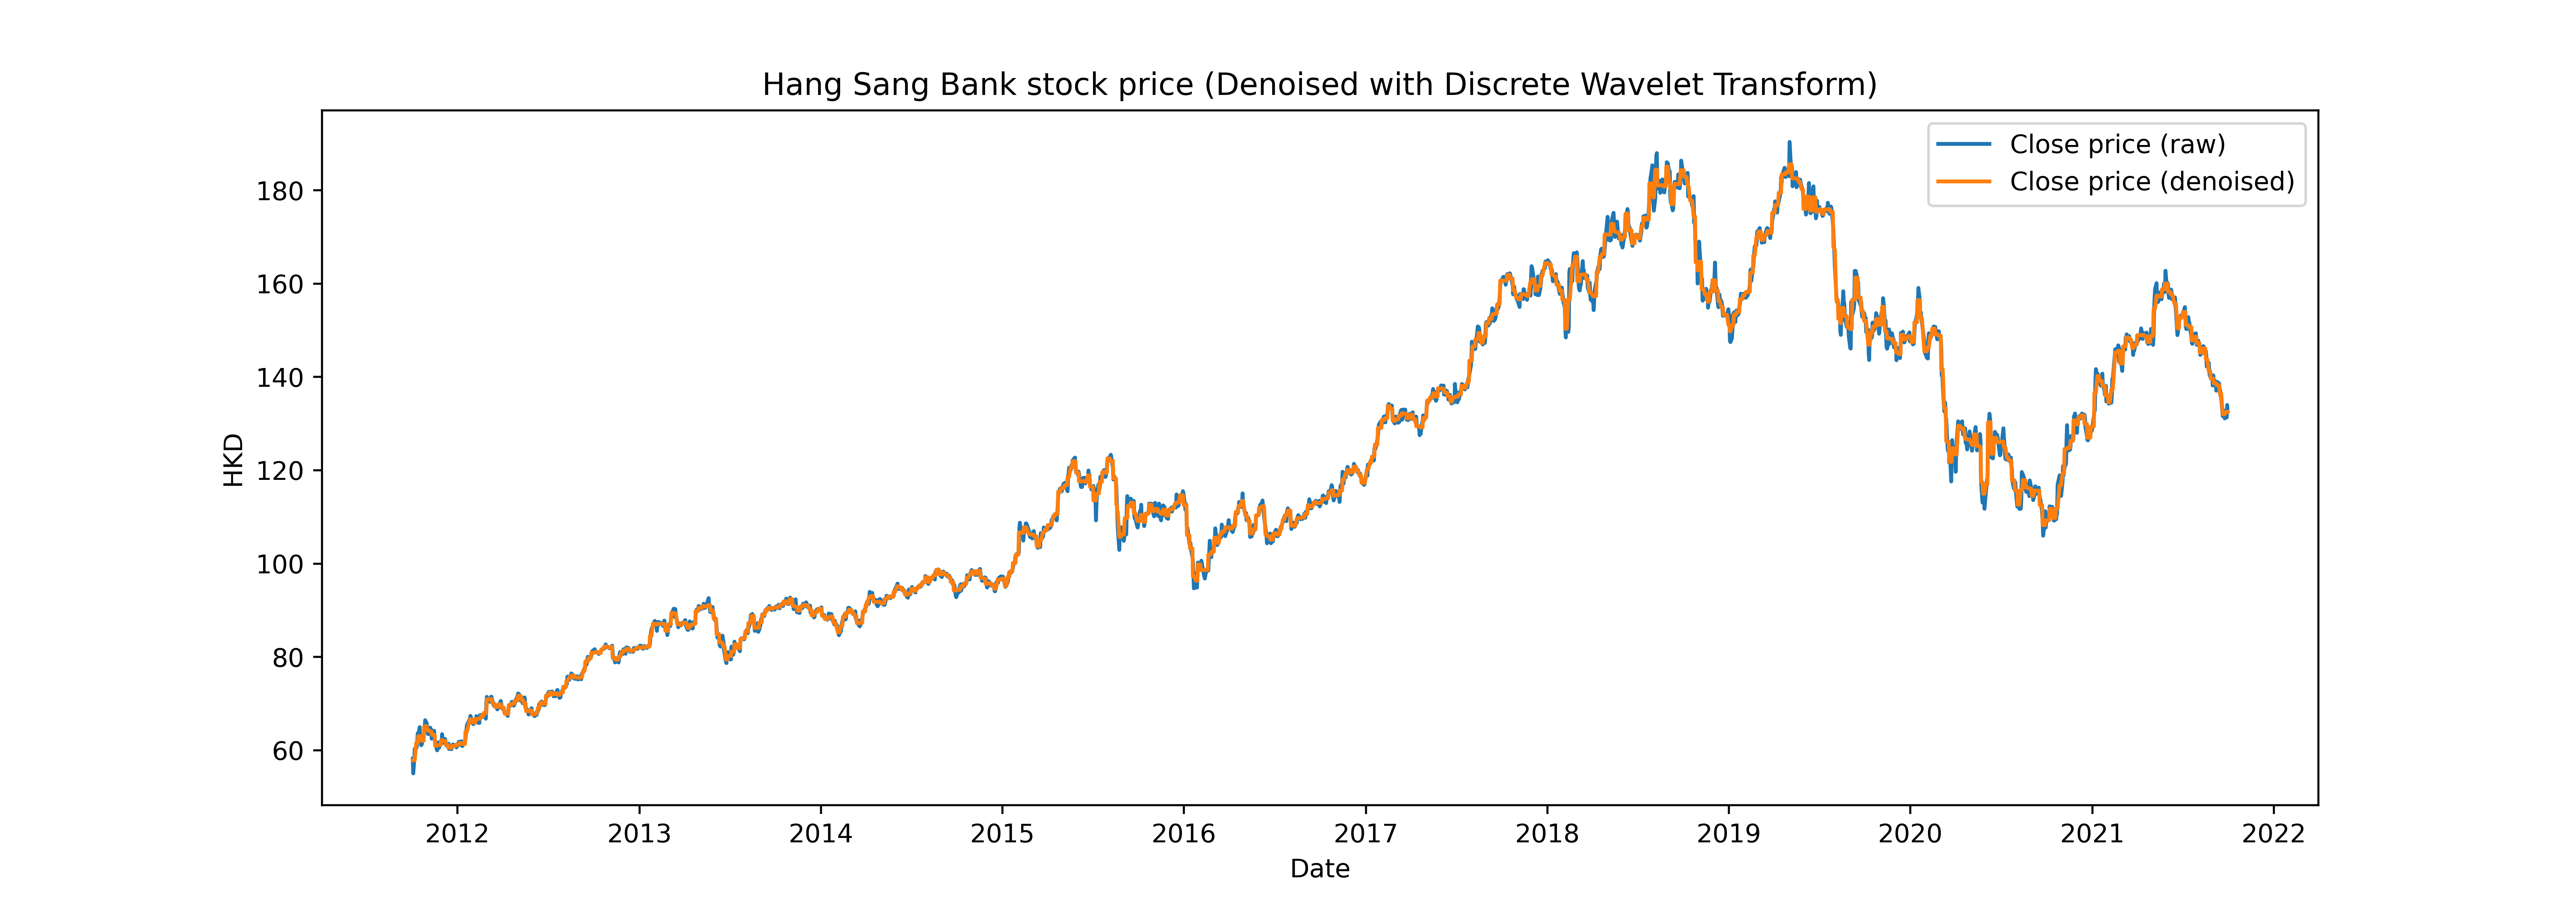 Hang Sang Bank stock price (Denoised with Discrete Wavelet Transform)
Close price (raw)
Close price (denoised)
180
160
140
120
100
80
60
HKD
2012 2013 2014 2015 2016 2017 2018 2019 2020 2021 2022
Date